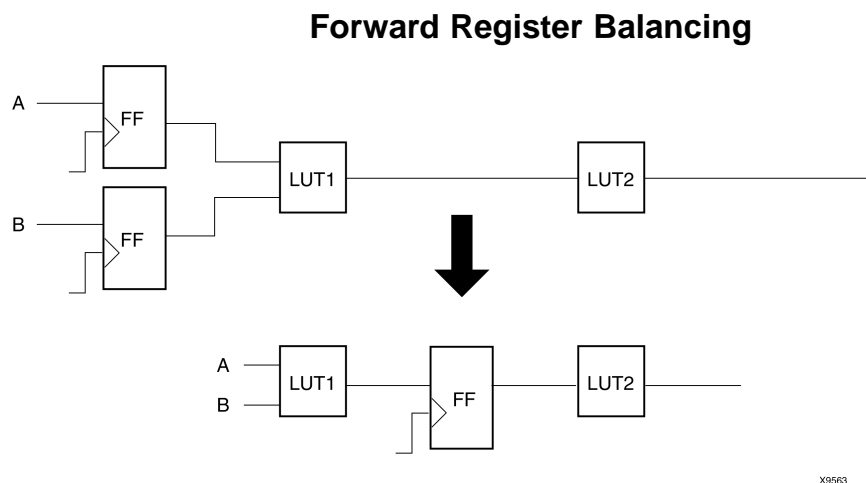 Forward Register Balancing
A
FF
LUT1
LUT2
B
FF
A
B
LUT1
FF
LUT2
X9563